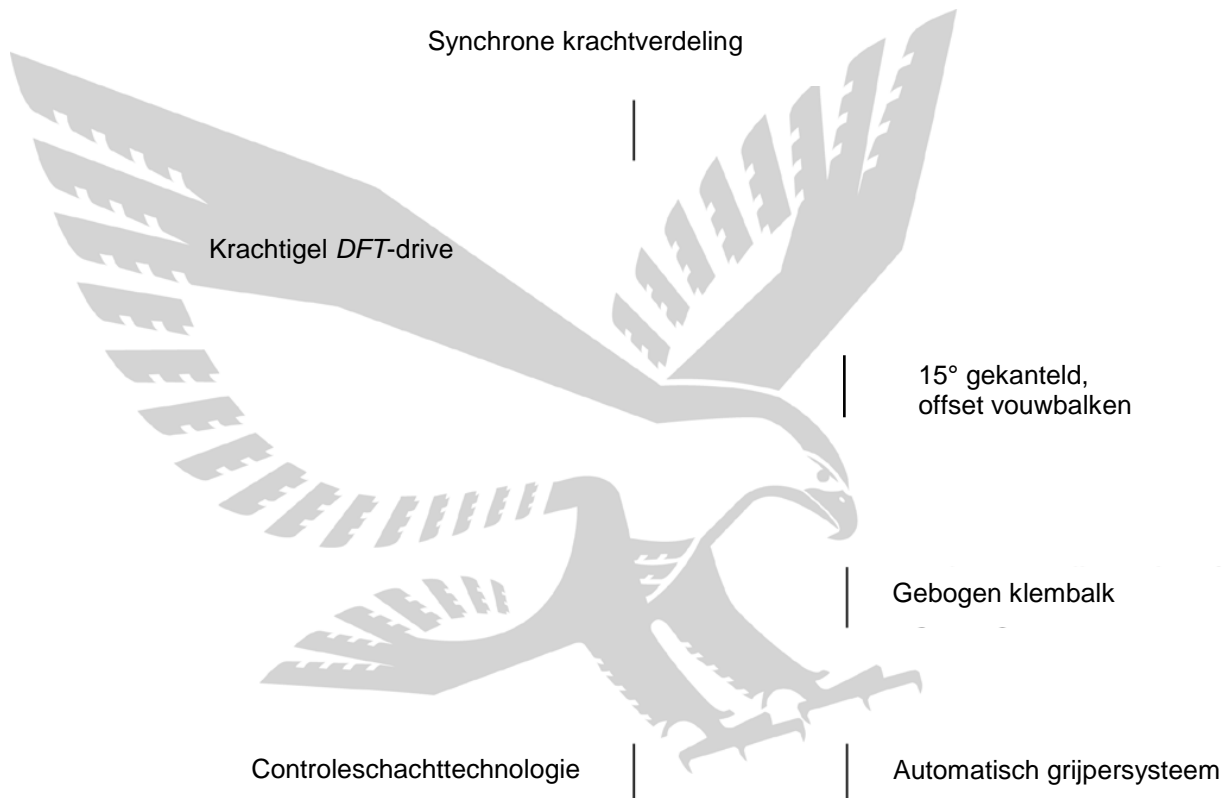 Synchrone krachtverdeling
Krachtigel DFT-drive
15° gekanteld,
offset vouwbalken
Gebogen klembalk
Controleschachttechnologie
Automatisch grijpersysteem